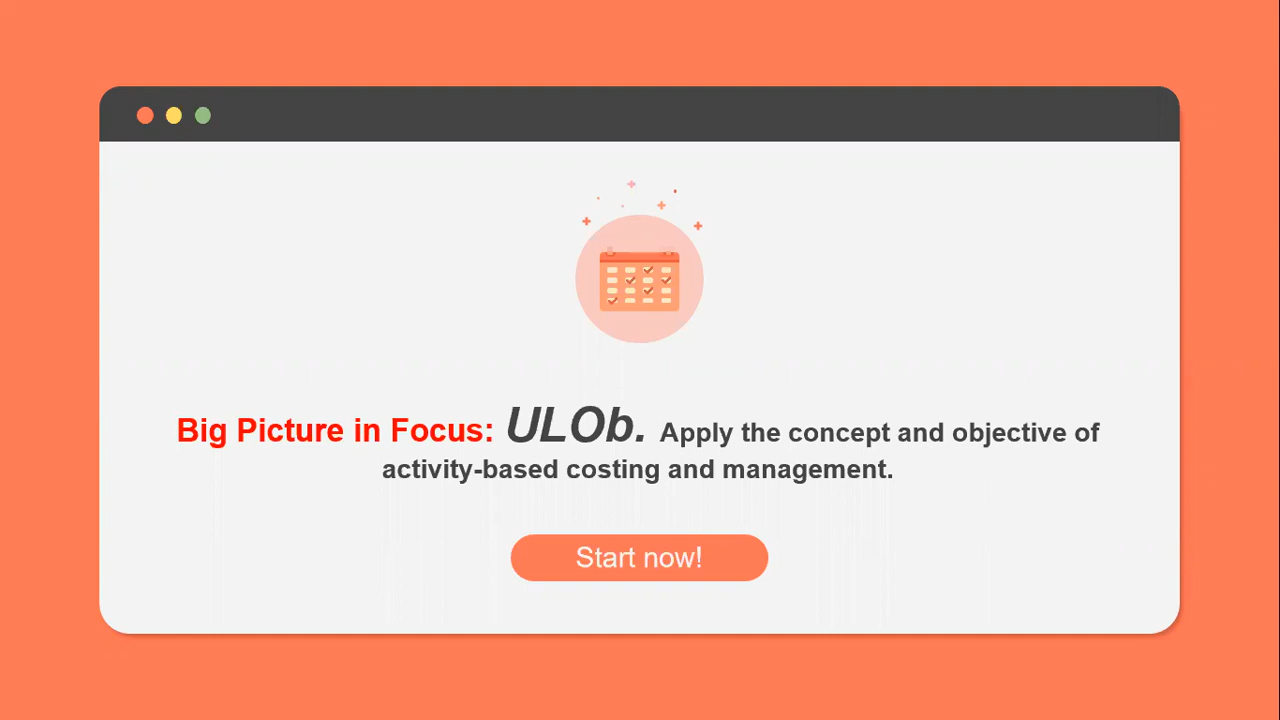 Big Picture in Focus: ULOb. Apply the concept and objective of
activity-based costing and management.
Start now!